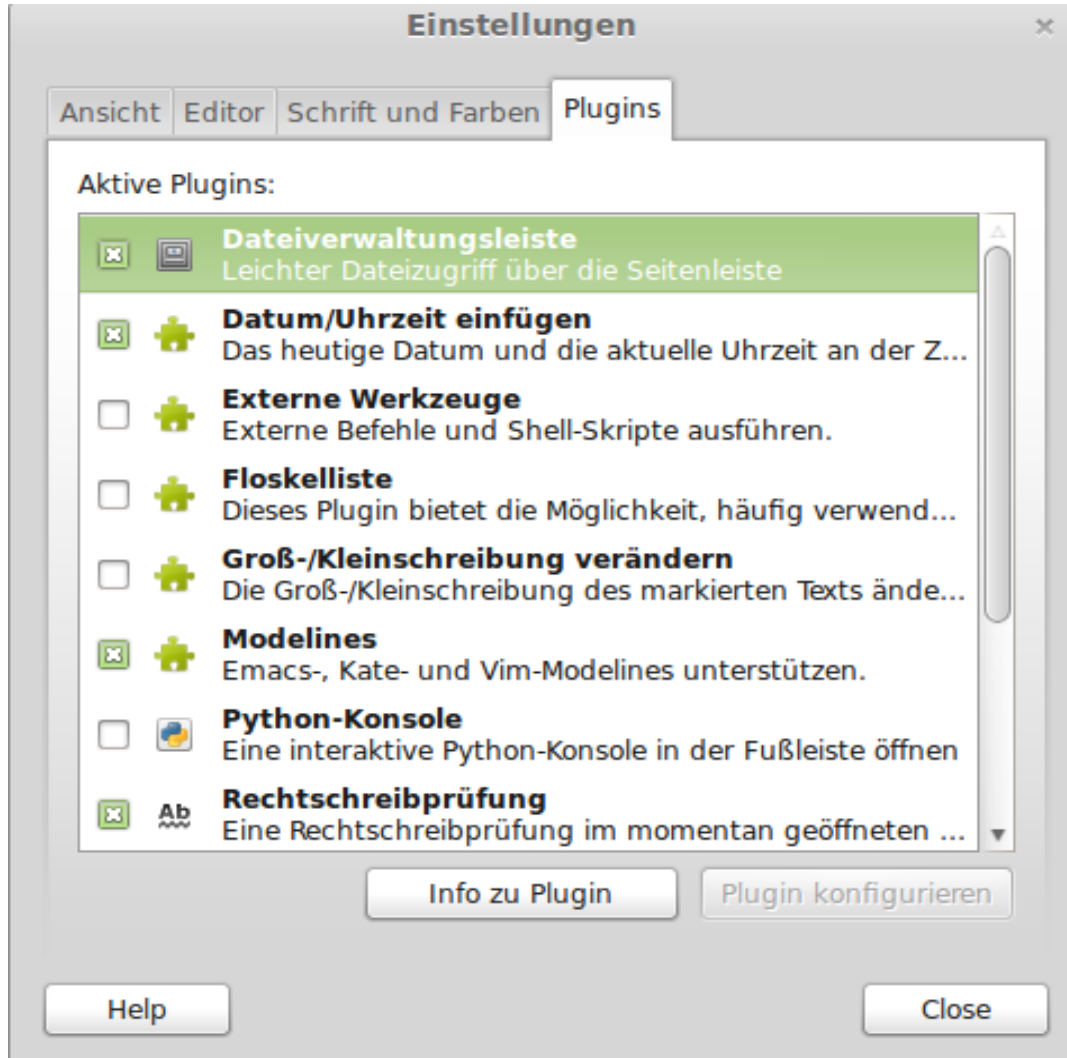 Einstellungen
Ansicht Editor Schrift und Farben Plugins
Aktive Plugins:
Dateiverwaltungsleiste
Leichter Dateizugriff über die Seitenleiste
Datum/Uhrzeit einfügen
Das heutige Datum und die aktuelle Uhrzeit an der Z...
Externe Werkzeuge
Externe Befehle und Shell-Skripte ausführen.
Floskelliste
Dieses Plugin bietet die Möglichkeit, häufig verwend...
Groß-/Kleinschreibung verändern
Die Groß-/Kleinschreibung des markierten Texts ände...
Modelines
Emacs-, Kate- und Vim-Modelines unterstützen.
Python-Konsole
Eine interaktive Python-Konsole in der Fußleiste öffnen
Ab
Rechtschreibprüfung
Eine Rechtschreibprüfung im momentan geöffneten ...
Info zu Plugin Plugin konfigurieren
Help Close